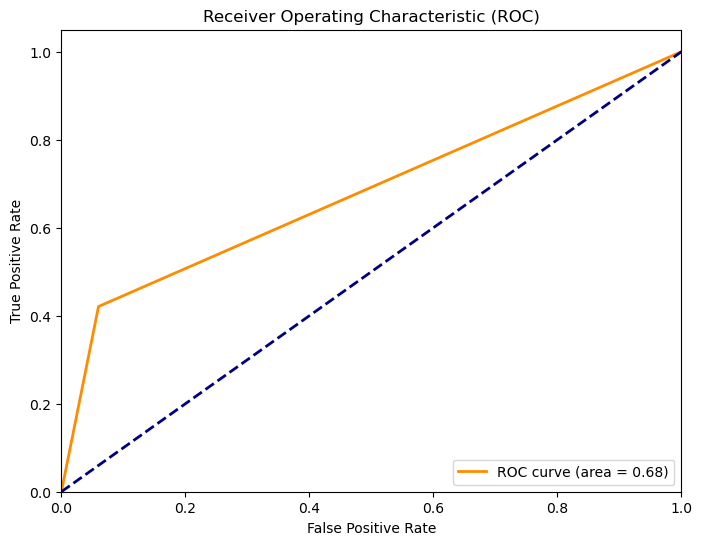 Receiver Operating Characteristic (ROC)
1.0
0.8
0.6
0.4
0.2
0.0
True Positive Rate
ROC curve (area = 0.68)
0.0 0.2 0.4 0.6 0.8 1.0
False Positive Rate